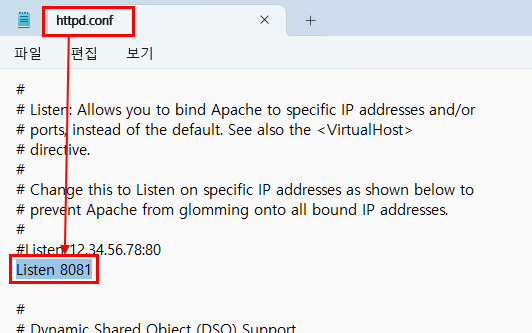 httpd.conf
파일 편집 보기
#
# Listen: Allows you to bind Apache to specific IP addresses and/or
# ports, instead of the default. See also the <VirtualHost>
# directive.
#
# Change this to Listen on specific IP addresses as shown below to
# prevent Apache from glomming onto all bound IP addresses.
#
#Listen 12.34.56.78:80
Listen 8081
#
# Dynamic Shared Object (DSO) Support